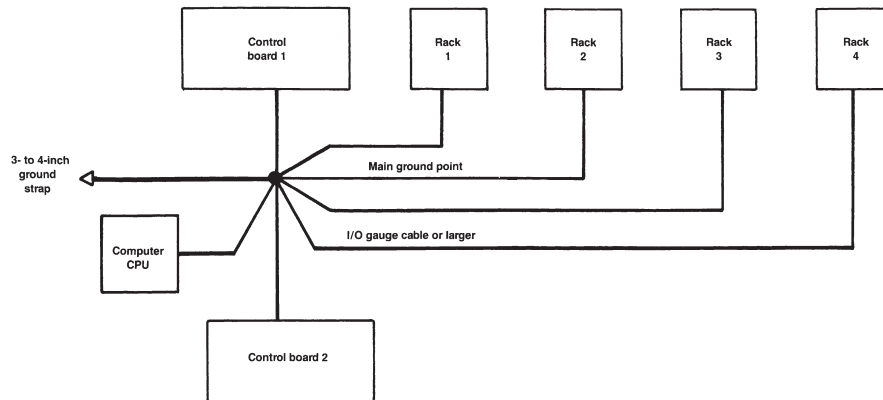 Control
board 1
Rack
1
Rack
2
Rack
3
Rack
4
3- to 4-inch
ground
strap
Main ground point
I/O gauge cable or larger
Computer
CPU
Control board 2